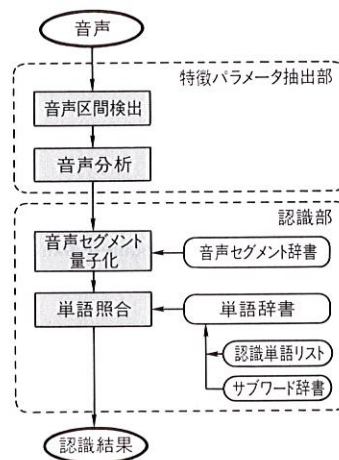 音声
特徴パラメータ抽出部
音声区間検出
音声分析
認識部
音声セグメント
量子化
音声セグメント辞書
単語照合
単語辞書
認識単語リスト
サブワード辞書
認識結果